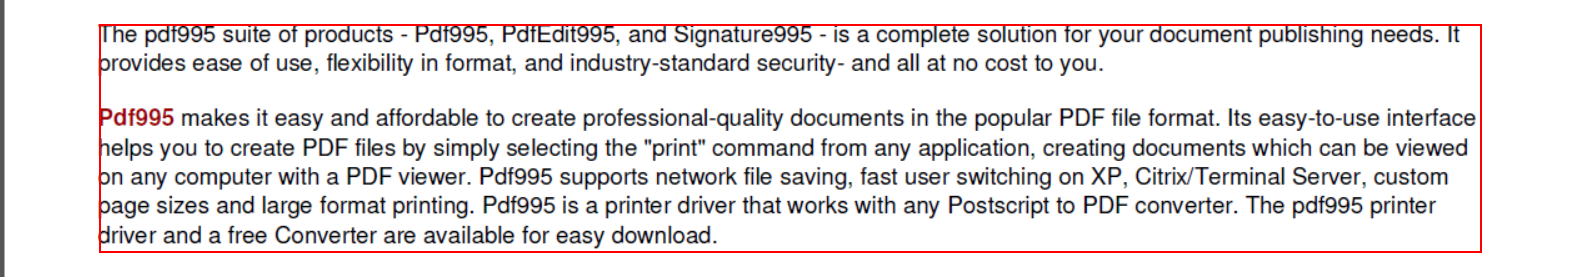 The pdf995 suite of products - Pdf995, PdfEdit995, and Signature995 - is a complete solution for your document publishing needs. It
provides ease of use, flexibility in format, and industry-standard security- and all at no cost to you.
Pdf995 makes it easy and affordable to create professional-quality documents in the popular PDF file format. Its easy-to-use interface
helps you to create PDF files by simply selecting the "print" command from any application, creating documents which can be viewed
on any computer with a PDF viewer. Pdf995 supports network file saving, fast user switching on XP, Citrix/Terminal Server, custom
page sizes and large format printing. Pdf995 is a printer driver that works with any Postscript to PDF converter. The pdf995 printer
driver and a free Converter are available for easy download.